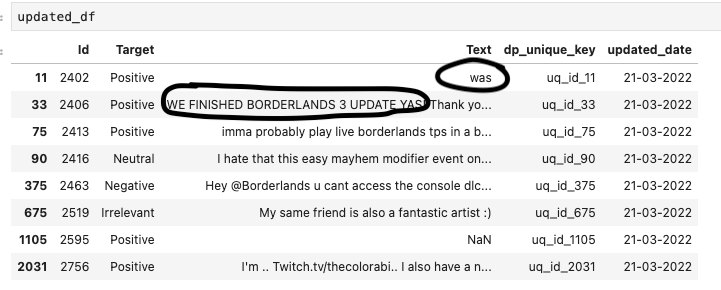 updated_df
Id Target Text dp_unique_key updated_date
11 2402 Positive was uq_id_11 21-03-2022
33 2406 Positive WE FINISHED BORDERLANDS 3 UPDATE YAS! Thank yo... uq_id_33 21-03-2022
75 2413 Positive imma probably play live borderlands tps in a b... uq_id_75 21-03-2022
90 2416 Neutral I hate that this easy mayhem modifier event on... uq_id_90 21-03-2022
375 2463 Negative Hey @Borderlands u cant access the console dlc... uq_id_375 21-03-2022
675 2519 Irrelevant My same friend is also a fantastic artist :) uq_id_675 21-03-2022
1105 2595 Positive NaN uq_id_1105 21-03-2022
2031 2756 Positive I'm .. Twitch.tv/thecolorabi.. I also have a n... uq_id_2031 21-03-2022